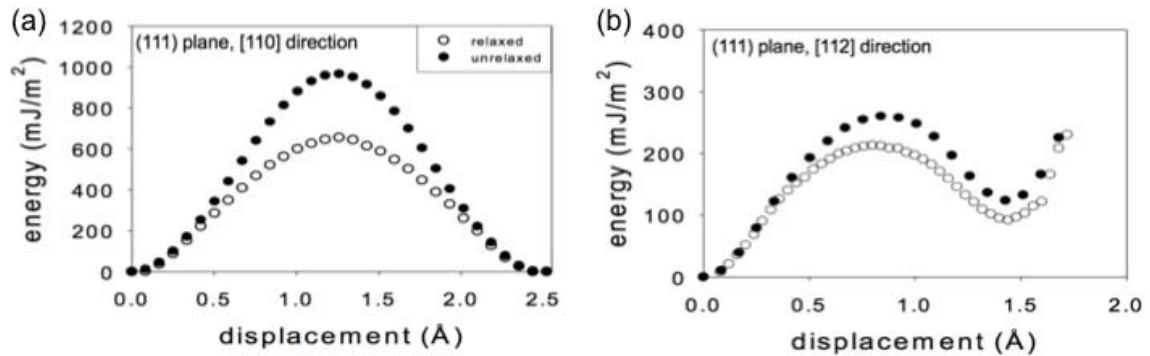 (a)
1200
1000
800
600
400
200
0
energy (mJ/m²)
(111) plane, [110] direction
relaxed
unrelaxed
0.0 0.5 1.0 1.5 2.0 2.5
displacement (Å)
(b)
400
300
200
100
0
energy (mJ/m²)
(111) plane, [112] direction
0.0 0.5 1.0 1.5 2.0
displacement (Å)